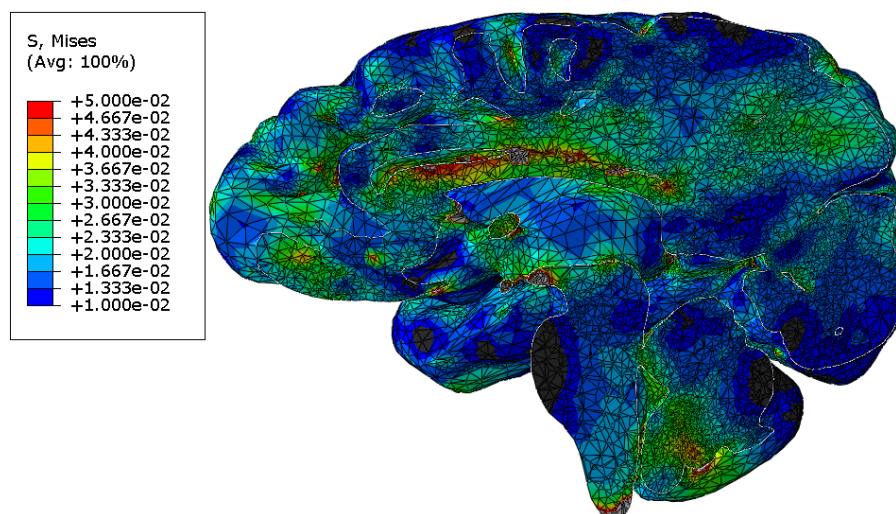 S, Mises
(Avg: 100%)
+5.000e-02
+4.667e-02
+4.333e-02
+4.000e-02
+3.667e-02
+3.333e-02
+3.000e-02
+2.667e-02
+2.333e-02
+2.000e-02
+1.667e-02
+1.333e-02
+1.000e-02